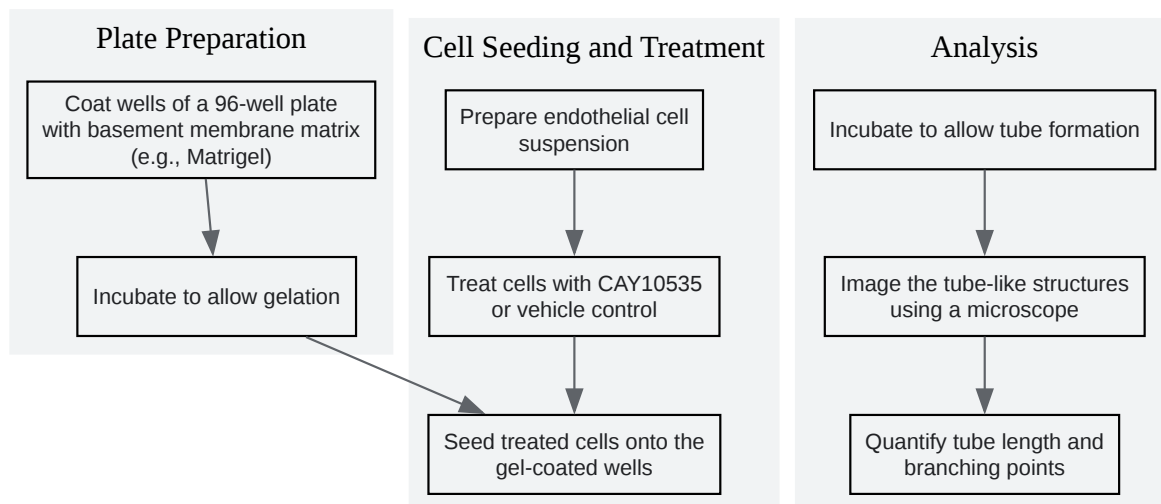 Plate Preparation
Coat wells of a 96-well plate
with basement membrane matrix
(e.g., Matrigel)
Incubate to allow gelation
Cell Seeding and Treatment
Prepare endothelial cell
suspension
Treat cells with CAY10535
or vehicle control
Seed treated cells onto the
gel-coated wells
Analysis
Incubate to allow tube formation
Image the tube-like structures
using a microscope
Quantify tube length and
branching points